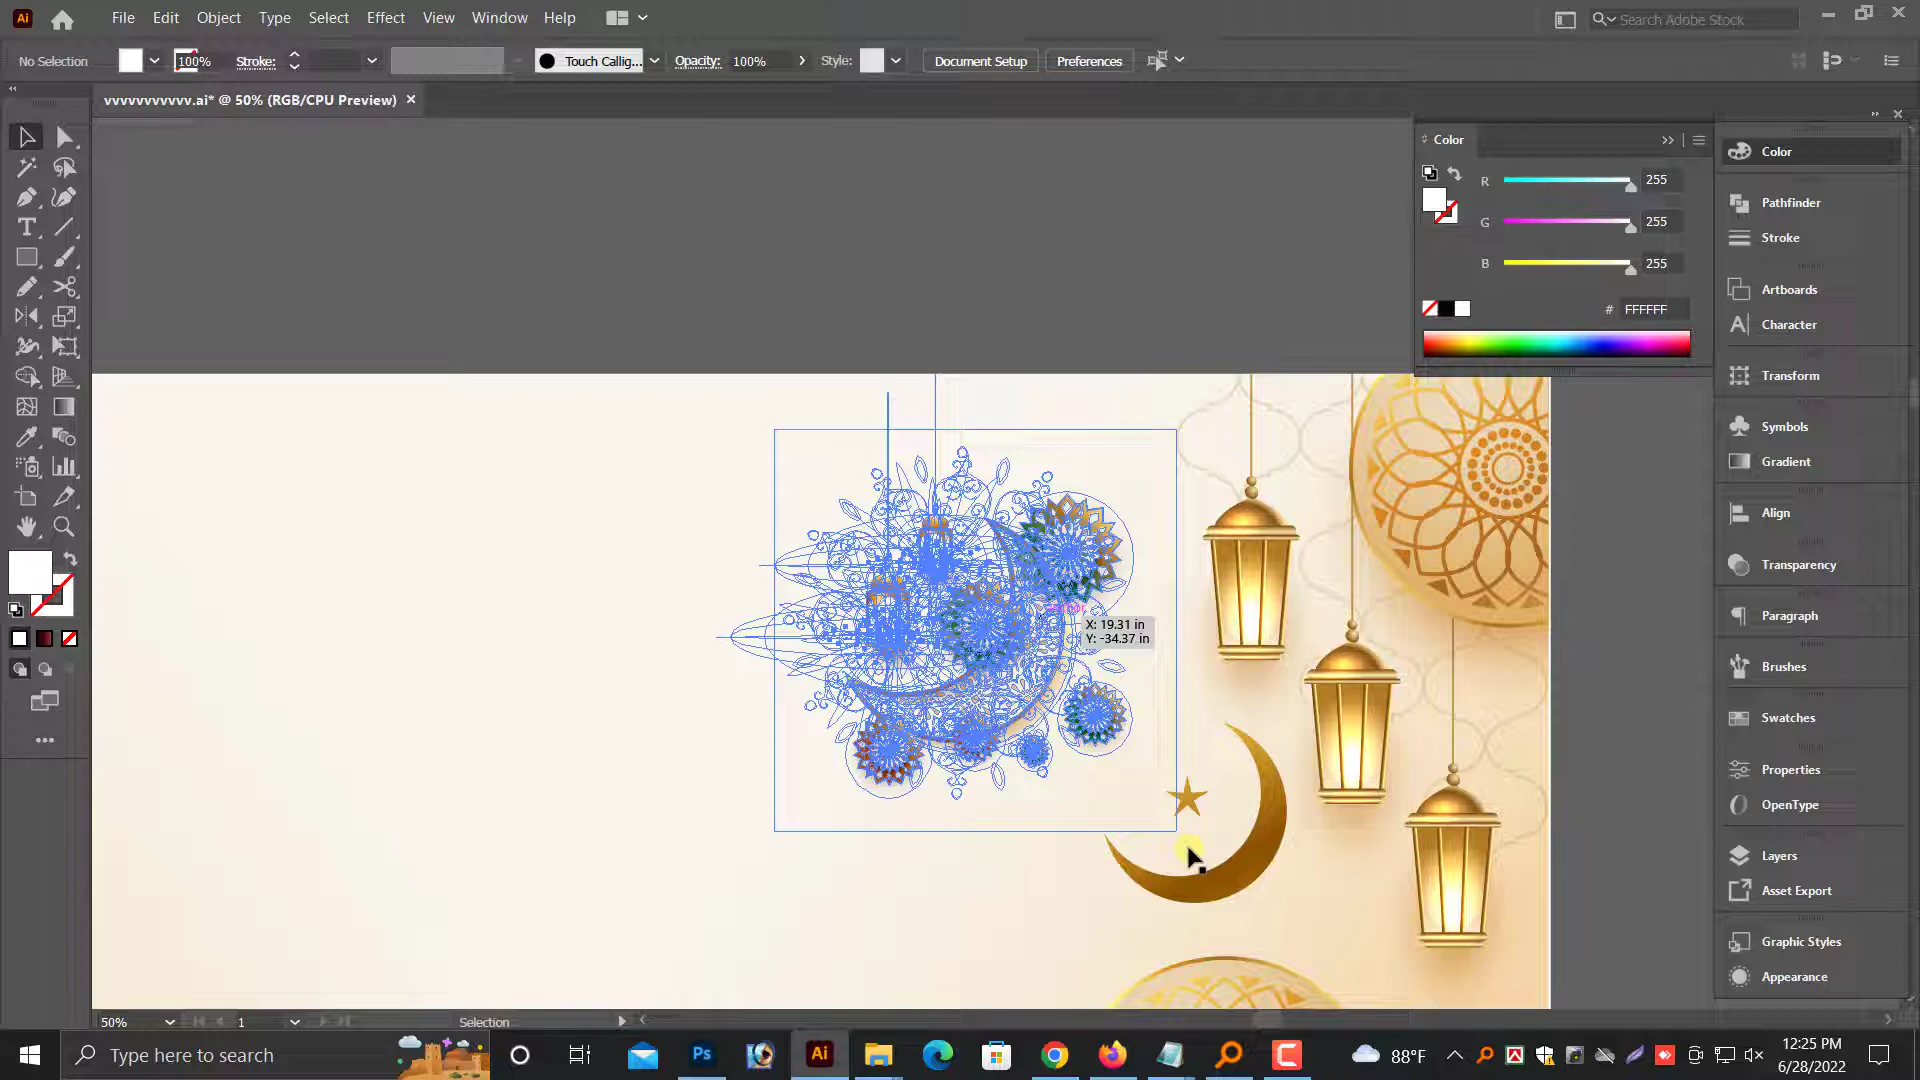 Ai File Edit Object Type Select Effect View Window Help Search Adobe Stock
No Selection 100% Stroke: Touch Callig... Opacity: 100% Style: Document Setup Preferences
vvvvvvvvvvv.ai* @ 50% (RGB/CPU Preview)
Color
R 255
G 255
B 255
# FFFFFF
Color
Pathfinder
Stroke
Artboards
Character
Transform
Symbols
Gradient
Align
Transparency
Paragraph
Brushes
Swatches
Properties
OpenType
Layers
Asset Export
Graphic Styles
Appearance
X: 19.31 in
Y: -34.37 in
50% 1 Selection
Type here to search Ps Ai 88°F 12:25 PM
6/28/2022